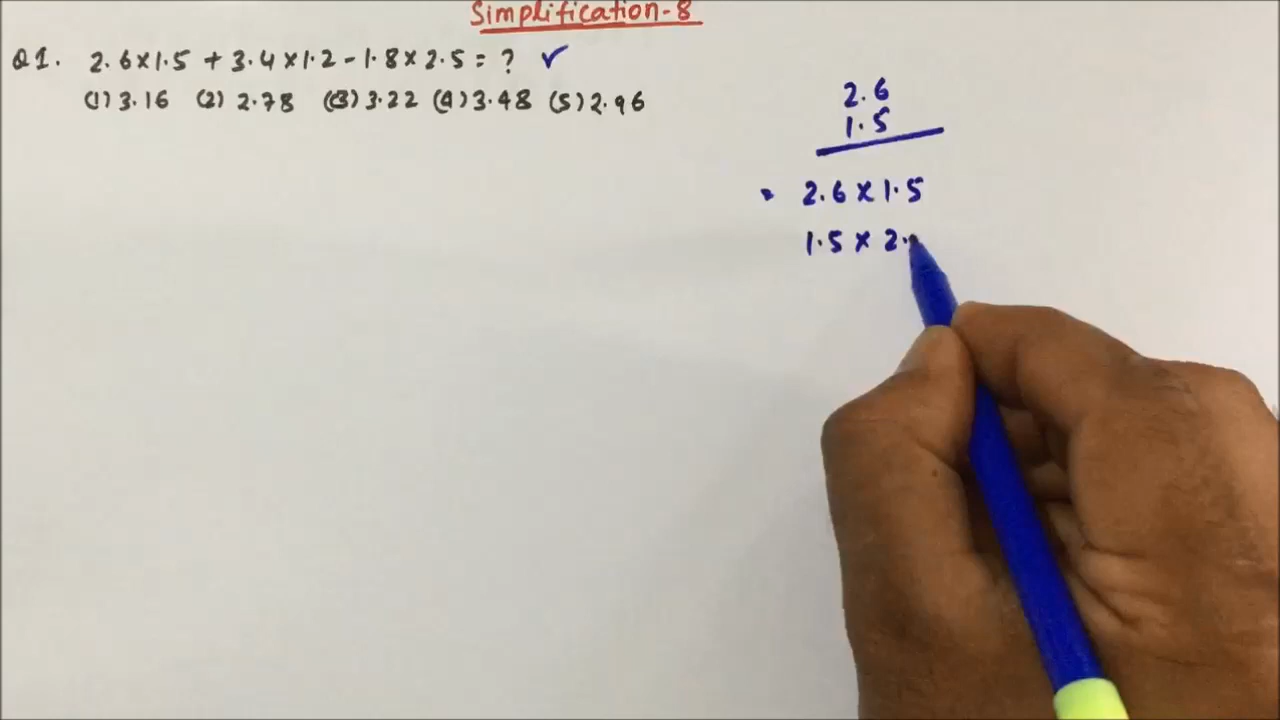 Simplification-8
Q1. 2.6×1.5 + 3.4×1.2 - 1.8×2.5 = ? ✓
(1) 3.16 (2) 2.78 (3) 3.22 (4) 3.48 (5) 2.96
2.6
1.5
= 2.6 × 1.5
1.5 × 2.